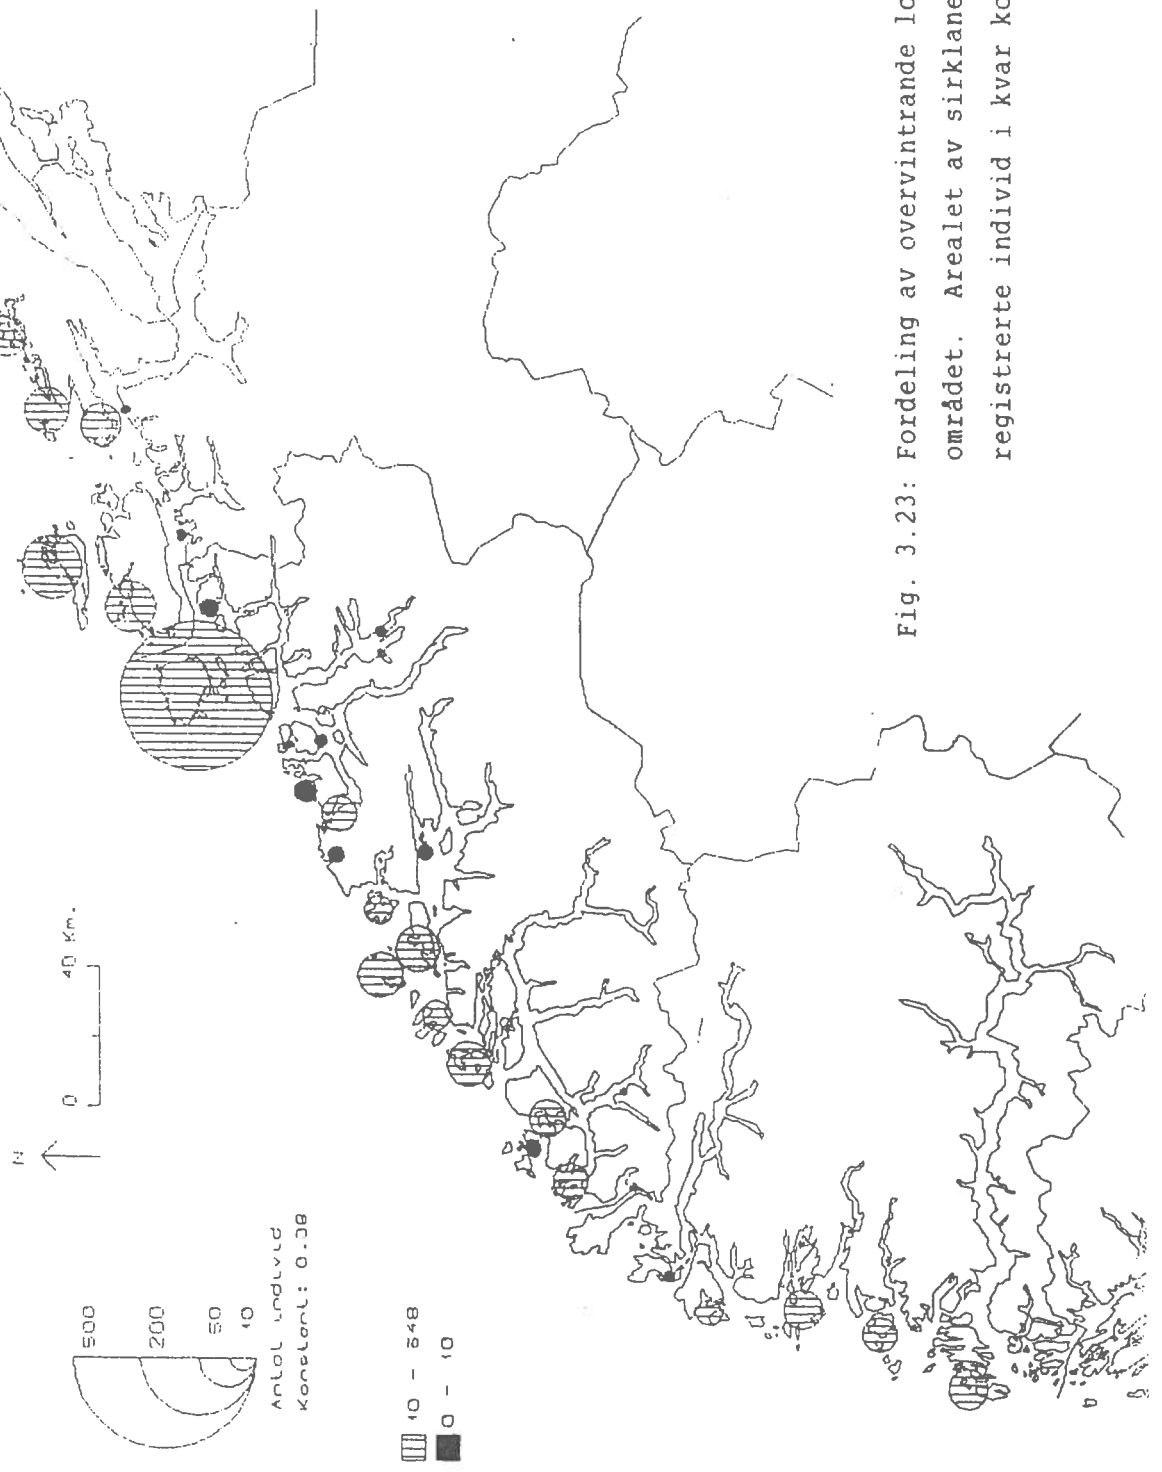 N
0 40 Km.
500
200
50
10
Antal individ
Konstant: 0.38
10 - 348
0 - 10
Fig. 3.23: Fordeling av overvintrande lo
området. Arealet av sirklane
registrerte individ i kvar ko